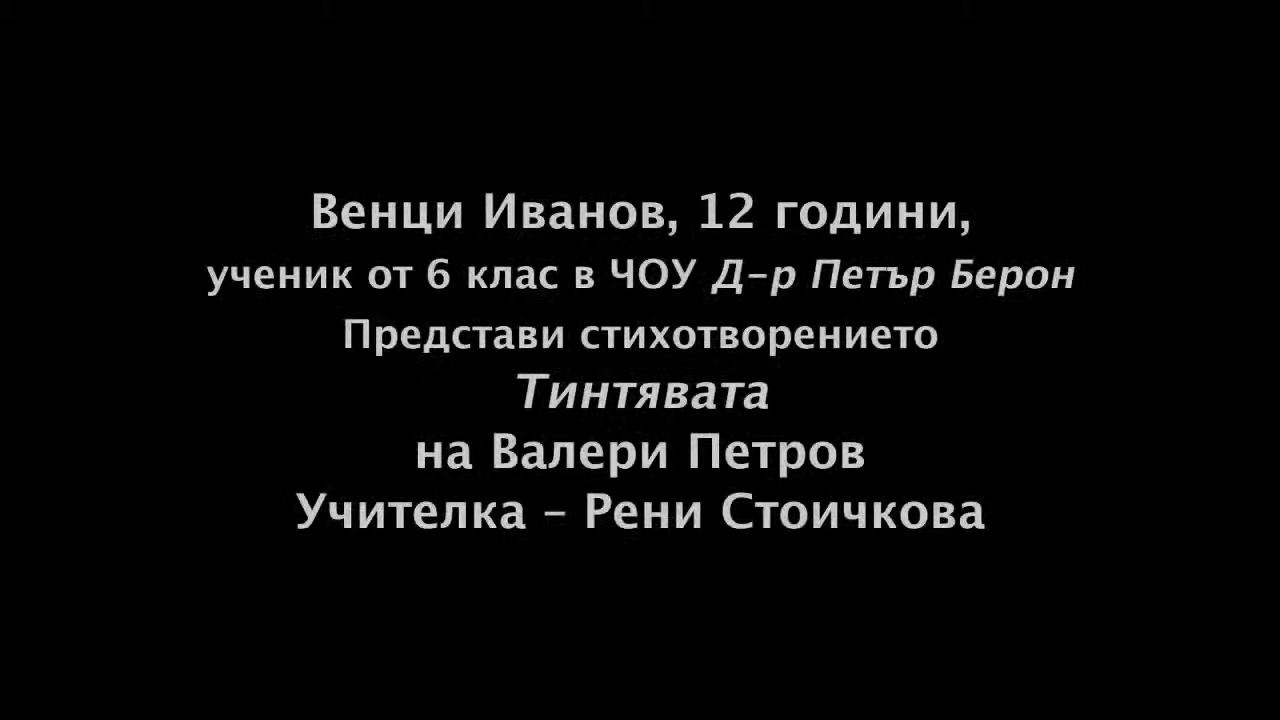 Венци Иванов, 12 години,
ученик от 6 клас в ЧОУ Д-р Петър Берон
Представи стихотворението
Тинтявата
на Валери Петров
Учителка – Рени Стоичкова